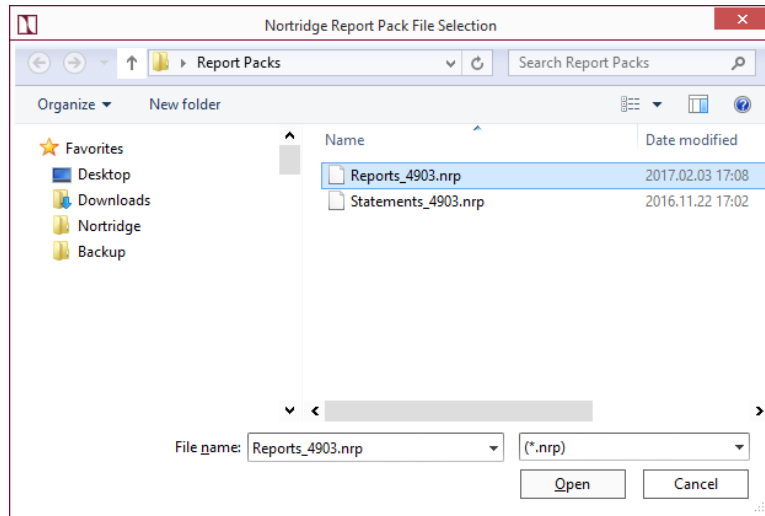 Nortridge Report Pack File Selection
Report Packs
Search Report Packs
Organize
New folder
Name
Date modified
Favorites
Desktop
Downloads
Nortridge
Backup
Reports_4903.nrp 2017.02.03 17:08
Statements_4903.nrp 2016.11.22 17:02
File name: Reports_4903.nrp (*.nrp)
Open Cancel